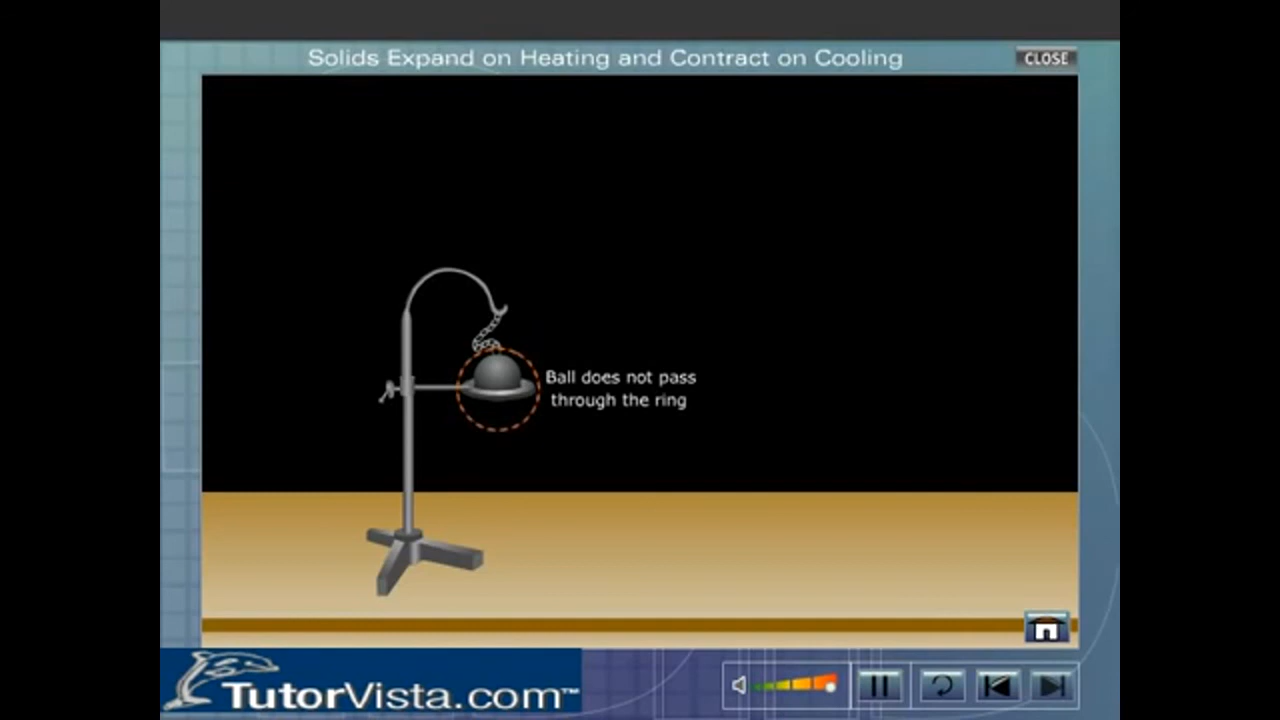 Solids Expand on Heating and Contract on Cooling
CLOSE
Ball does not pass
through the ring
TutorVista.com™